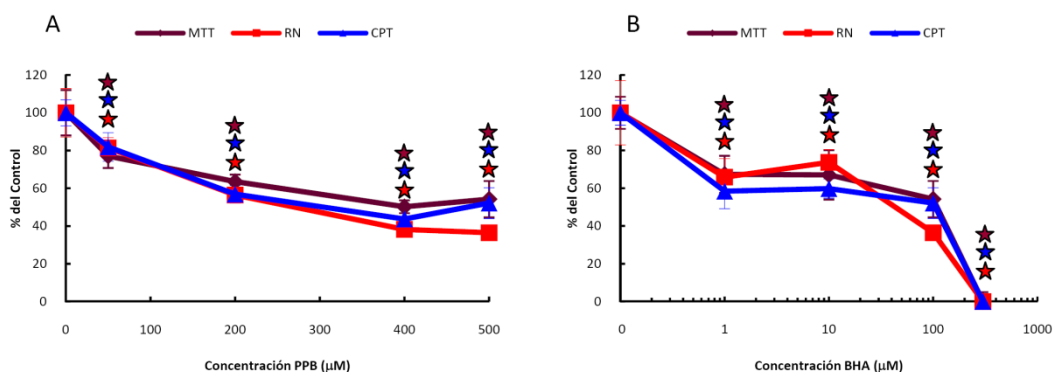 A
MTT RN CPT
% del Control
120
100
80
60
40
20
0
0 100 200 300 400 500
Concentración PPB (µM)
B
MTT RN CPT
% del Control
120
100
80
60
40
20
0
0 1 10 100 1000
Concentración BHA (µM)